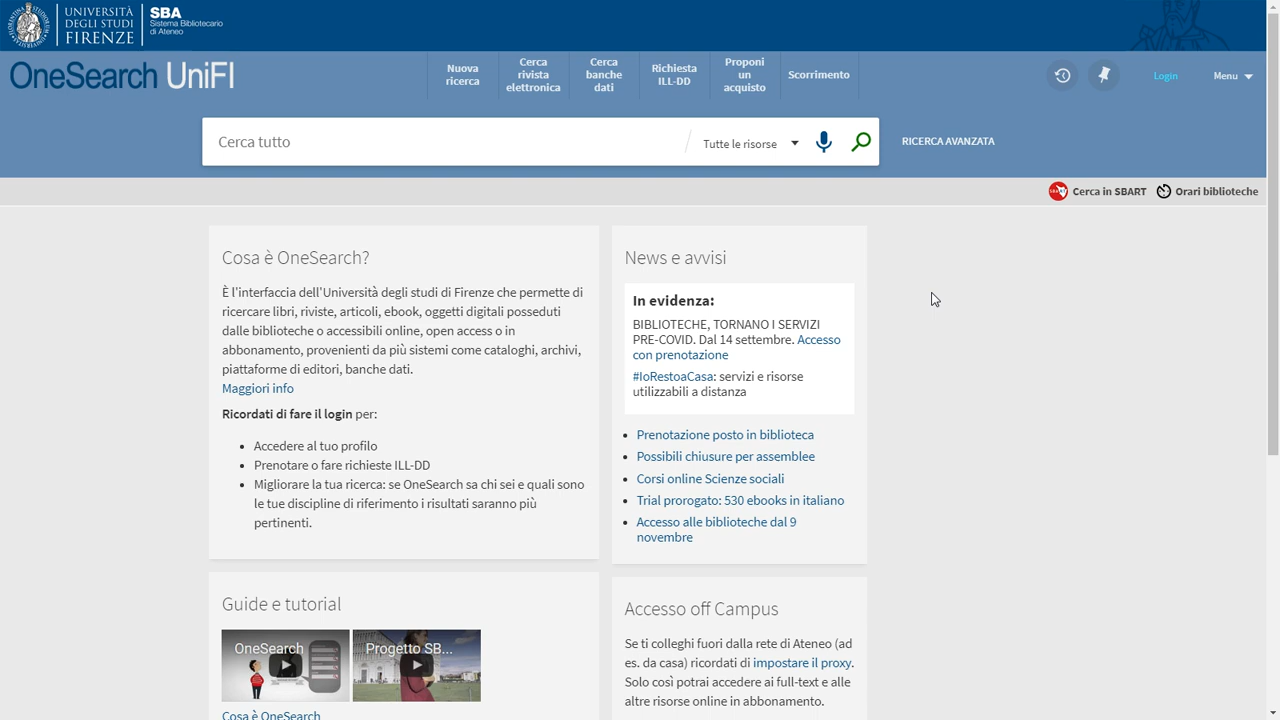 UNIVERSITÀ
DEGLI STUDI
FIRENZE
SBA
Sistema Bibliotecario
di Ateneo
OneSearch UniFI
Nuova
ricerca
Cerca
rivista
elettronica
Cerca
banche
dati
Richiesta
ILL-DD
Proponi
un
acquisto
Scorrimento
Login
Menu
Cerca tutto
Tutte le risorse
RICERCA AVANZATA
Cerca in SBART
Orari biblioteche
Cosa è OneSearch?
È l'interfaccia dell'Università degli studi di Firenze che permette di
ricercare libri, riviste, articoli, ebook, oggetti digitali posseduti
dalle biblioteche o accessibili online, open access o in
abbonamento, provenienti da più sistemi come cataloghi, archivi,
piattaforme di editori, banche dati.
Maggiori info
Ricordati di fare il login per:
Accedere al tuo profilo
Prenotare o fare richieste ILL-DD
Migliorare la tua ricerca: se OneSearch sa chi sei e quali sono
le tue discipline di riferimento i risultati saranno più
pertinenti.
News e avvisi
In evidenza:
BIBLIOTECHE, TORNANO I SERVIZI
PRE-COVID. Dal 14 settembre. Accesso
con prenotazione
#IoRestoaCasa: servizi e risorse
utilizzabili a distanza
Prenotazione posto in biblioteca
Possibili chiusure per assemblee
Corsi online Scienze sociali
Trial prorogato: 530 ebooks in italiano
Accesso alle biblioteche dal 9
novembre
Guide e tutorial
OneSearch
Progetto SB...
Cosa è OneSearch
Accesso off Campus
Se ti colleghi fuori dalla rete di Ateneo (ad
es. da casa) ricordati di impostare il proxy.
Solo così potrai accedere ai full-text e alle
altre risorse online in abbonamento.